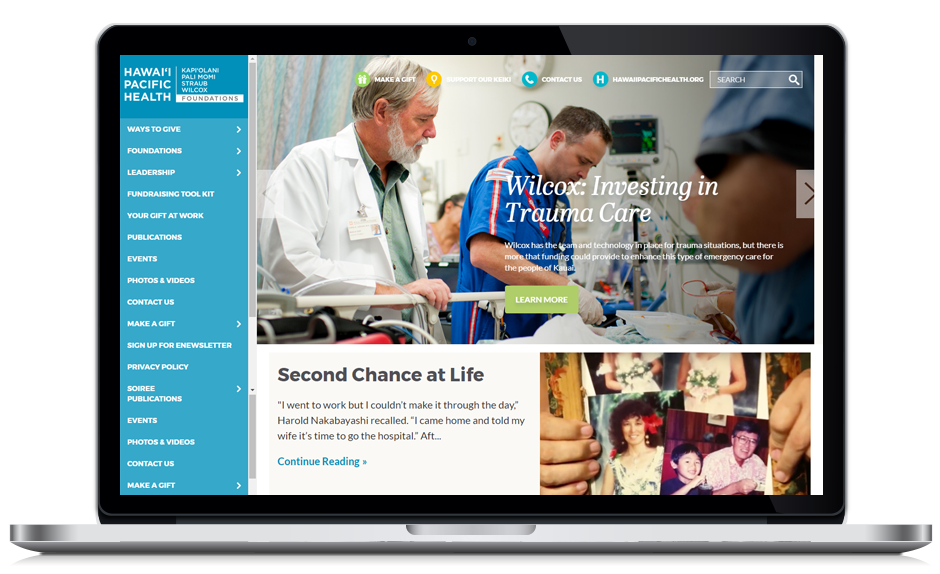 HAWAI'I
PACIFIC
HEALTH
KAPI'OLANI
PALI MOMI
STRAUB
WILCOX
FOUNDATIONS
MAKE A GIFT
SUPPORT OUR KEIKI
CONTACT US
H
HAWAIIPACIFICHEALTH.ORG
SEARCH
WAYS TO GIVE
FOUNDATIONS
LEADERSHIP
FUNDRAISING TOOL KIT
YOUR GIFT AT WORK
PUBLICATIONS
EVENTS
PHOTOS & VIDEOS
CONTACT US
MAKE A GIFT
SIGN UP FOR ENEWSLETTER
PRIVACY POLICY
SOIREE
PUBLICATIONS
EVENTS
PHOTOS & VIDEOS
CONTACT US
MAKE A GIFT
Wilcox: Investing in
Trauma Care
Wilcox has the team and technology in place for trauma situations, but there is
more that funding could provide to enhance this type of emergency care for
the people of Kauai.
LEARN MORE
Second Chance at Life
"I went to work but I couldn't make it through the day,"
Harold Nakabayashi recalled. "I came home and told my
wife it's time to go the hospital." Aft...
Continue Reading »